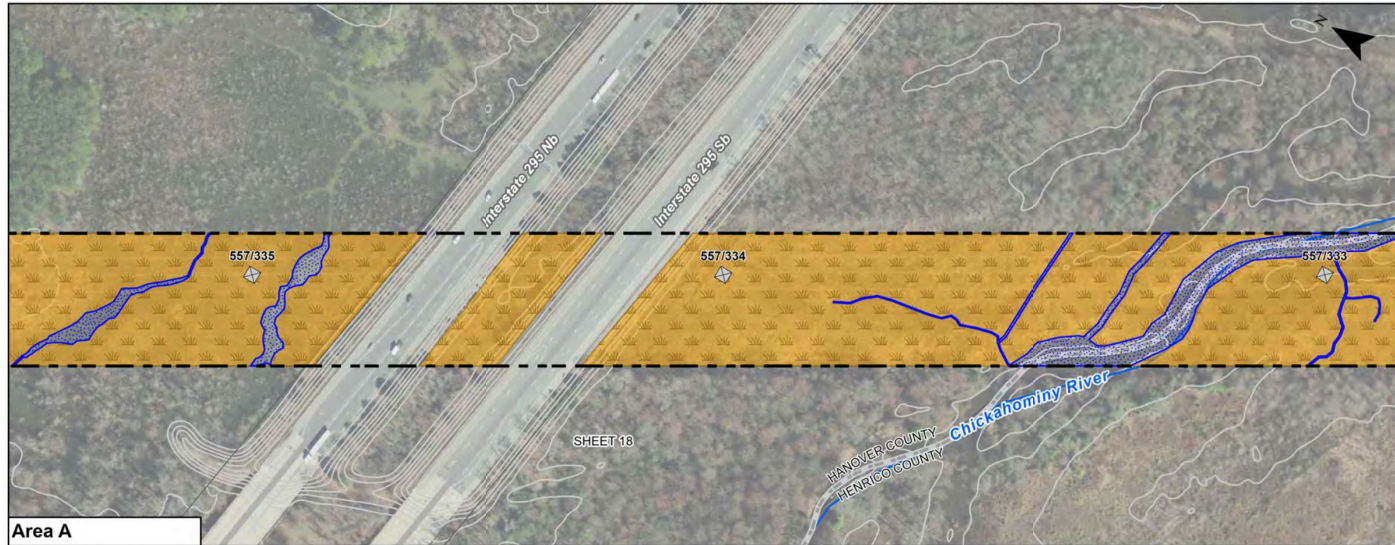 N
Interstate 295 Nb
Interstate 295 Sb
557/335
557/334
557/333
SHEET 18
HANOVER COUNTY
Chickahominy River
HENRICO COUNTY
Area A